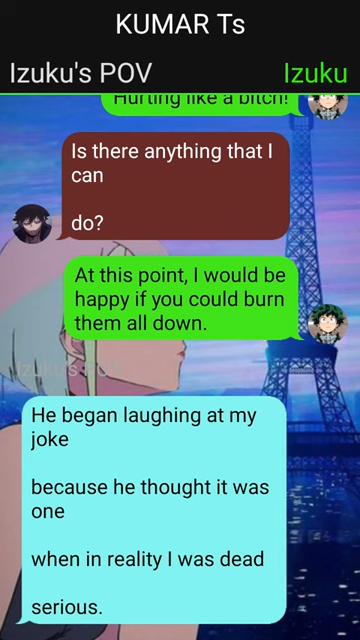 KUMAR Ts
Izuku's POV
Izuku
Hurting like a bitch!
Is there anything that I
can
do?
At this point, I would be
happy if you could burn
them all down.
Izuku's PO
He began laughing at my
joke
because he thought it was
one
when in reality I was dead
serious.